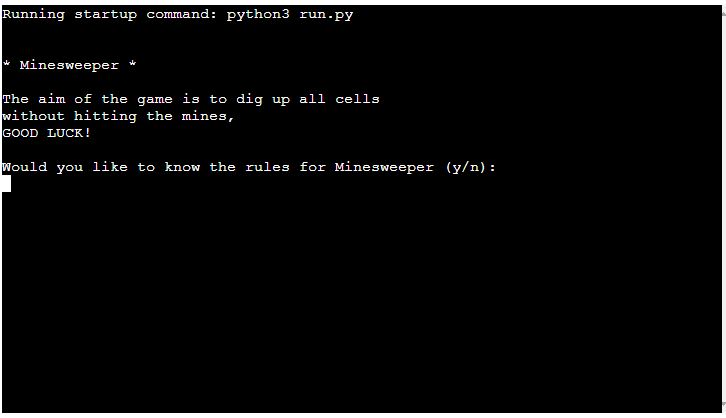 Running startup command: python3 run.py
* Minesweeper *
The aim of the game is to dig up all cells
without hitting the mines,
GOOD LUCK!
Would you like to know the rules for Minesweeper (y/n):